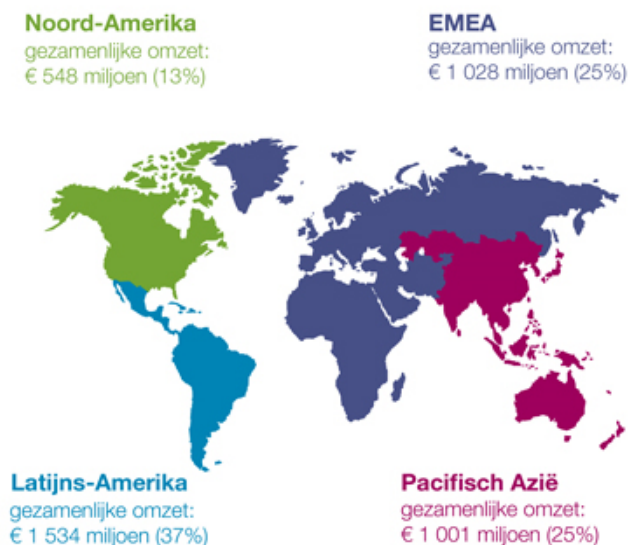 Noord-Amerika
gezamenlijke omzet:
€ 548 miljoen (13%)
EMEA
gezamenlijke omzet:
€ 1 028 miljoen (25%)
Latijns-Amerika
gezamenlijke omzet:
€ 1 534 miljoen (37%)
Pacifisch Azië
gezamenlijke omzet:
€ 1 001 miljoen (25%)